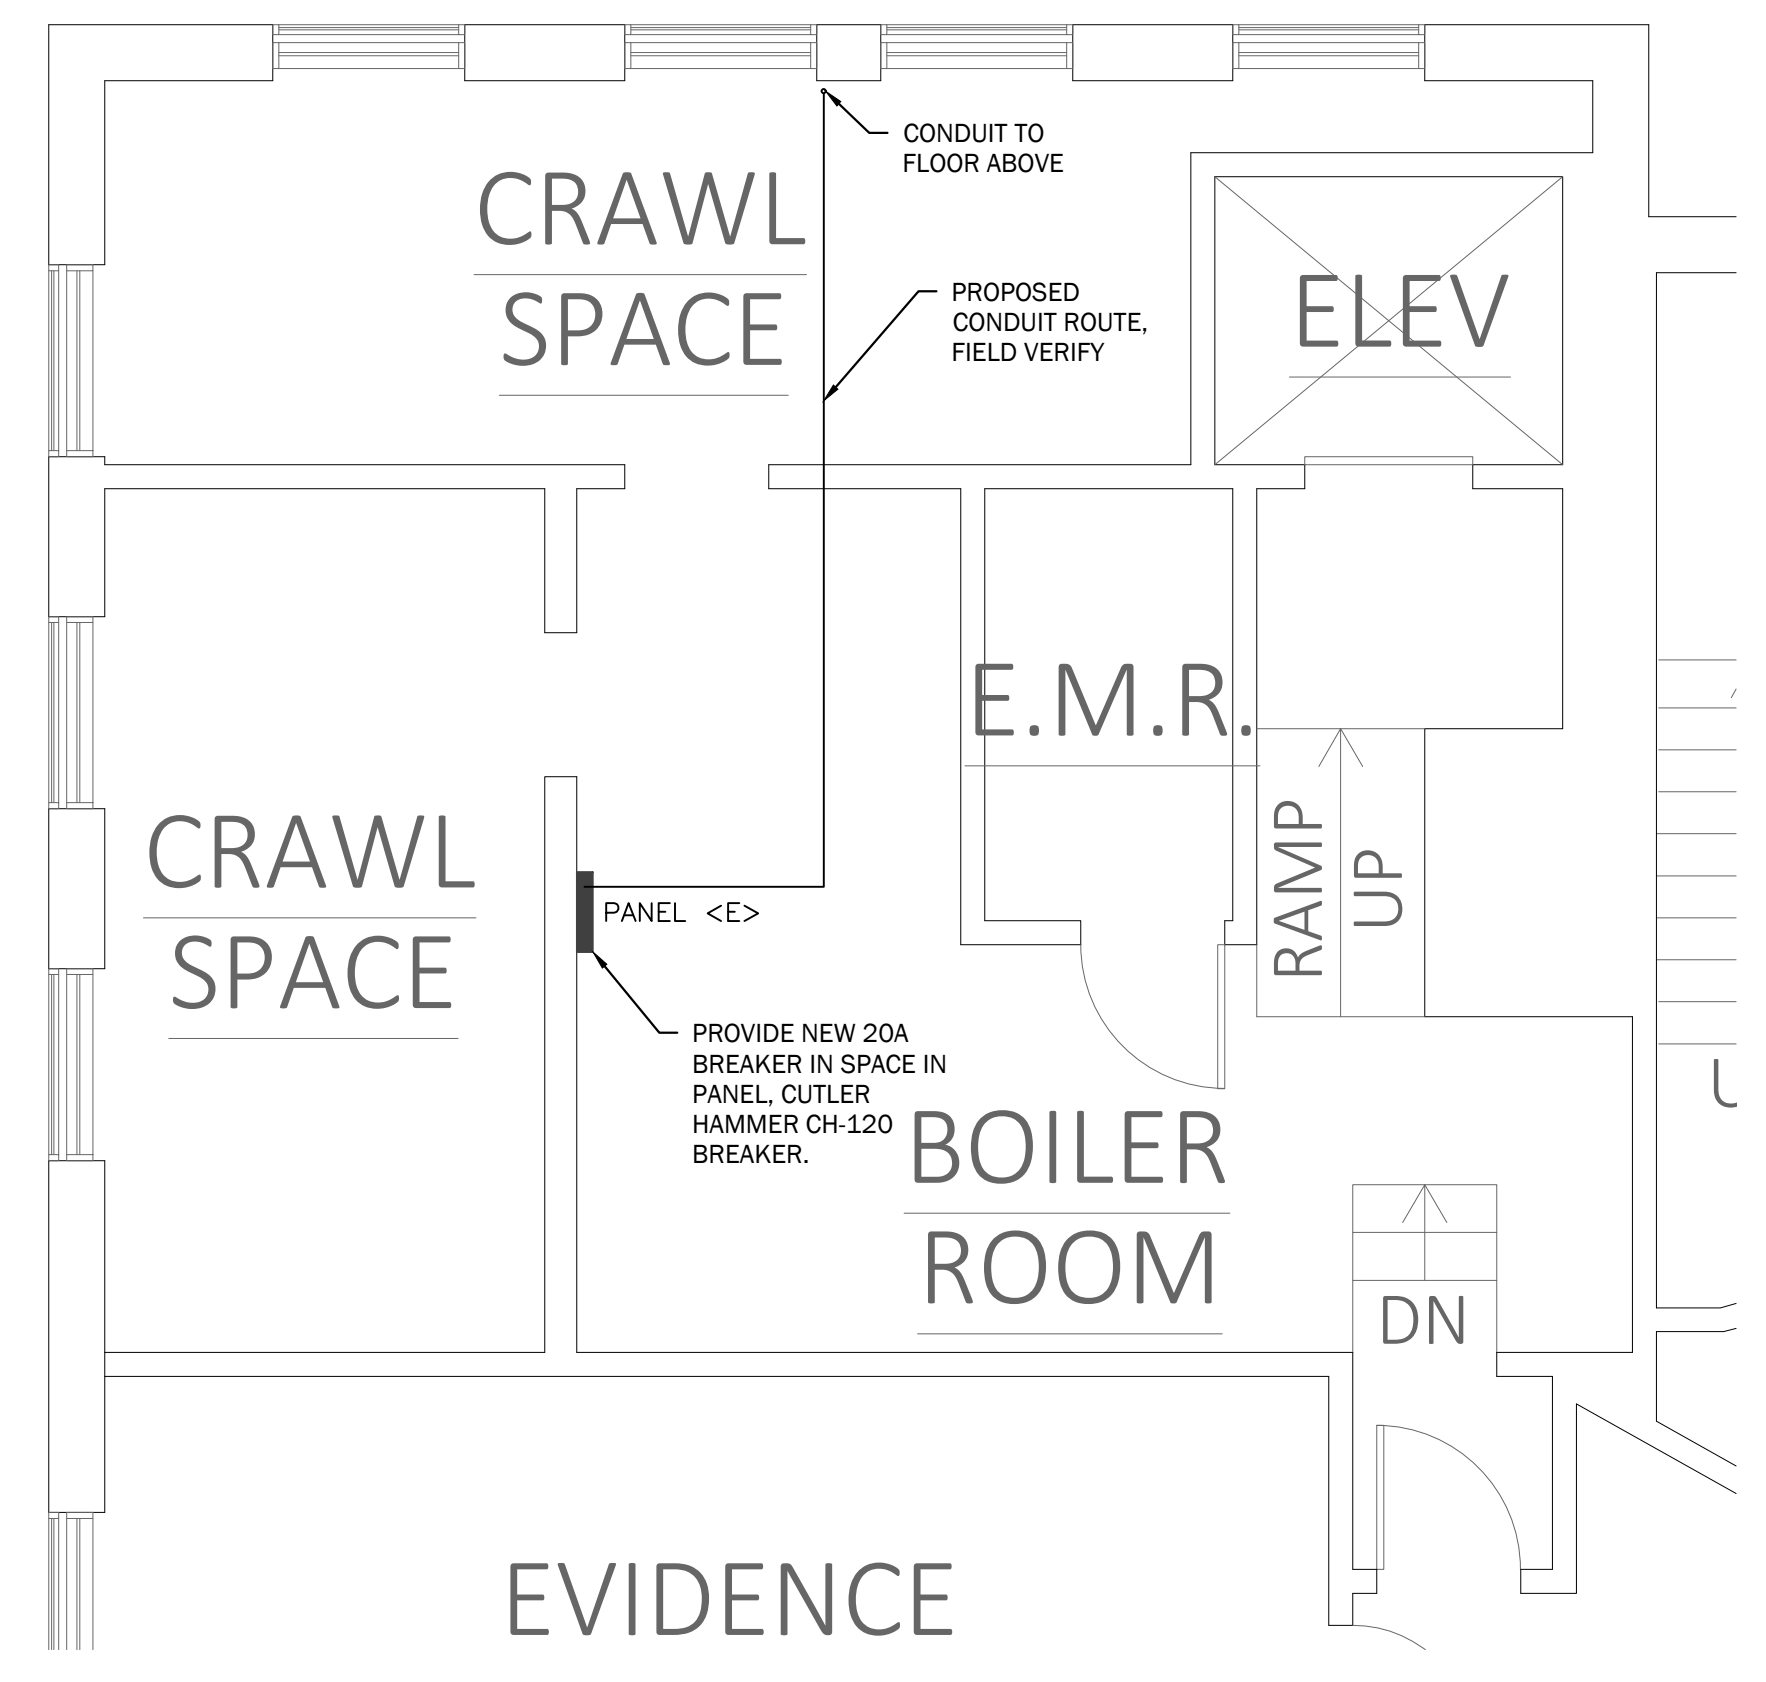 CONDUIT TO
FLOOR ABOVE
CRAWL
SPACE
PROPOSED
CONDUIT ROUTE,
FIELD VERIFY
ELEV
E.M.R.
RAMP
UP
CRAWL
SPACE
PANEL <E>
PROVIDE NEW 20A
BREAKER IN SPACE IN
PANEL, CUTLER
HAMMER CH-120
BREAKER.
BOILER
ROOM
DN
EVIDENCE